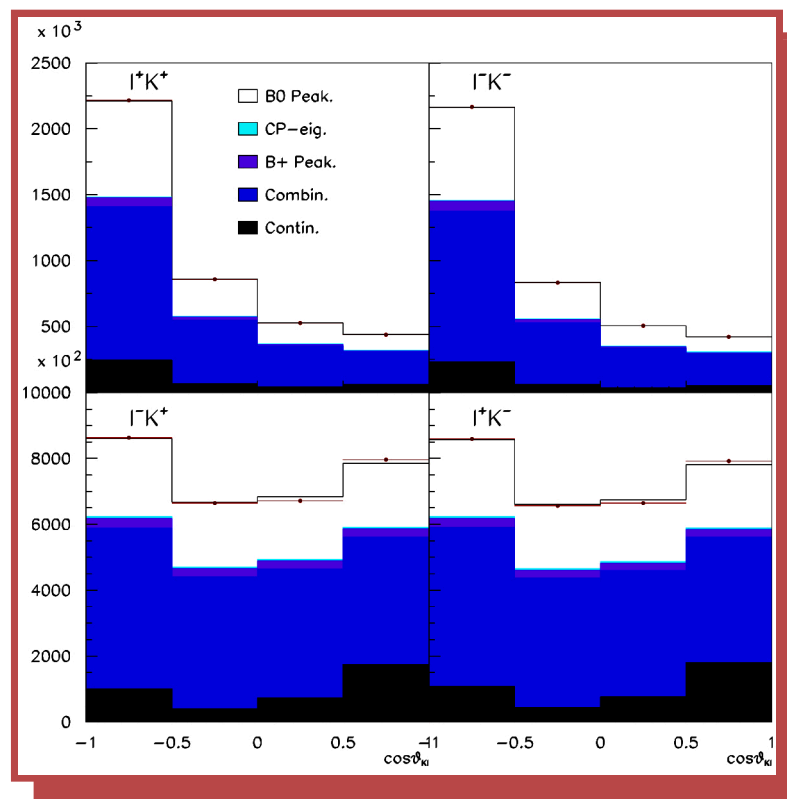 x 10³
2500
2000
1500
1000
500
l⁺K⁺
l⁻K⁻
B0 Peak.
CP-eig.
B+ Peak.
Combin.
Contin.
x 10²
10000
8000
6000
4000
2000
0
l⁻K⁺
l⁺K⁻
-1 -0.5 0 0.5 -11 -0.5 0 0.5 1
cosϑKl cosϑKl